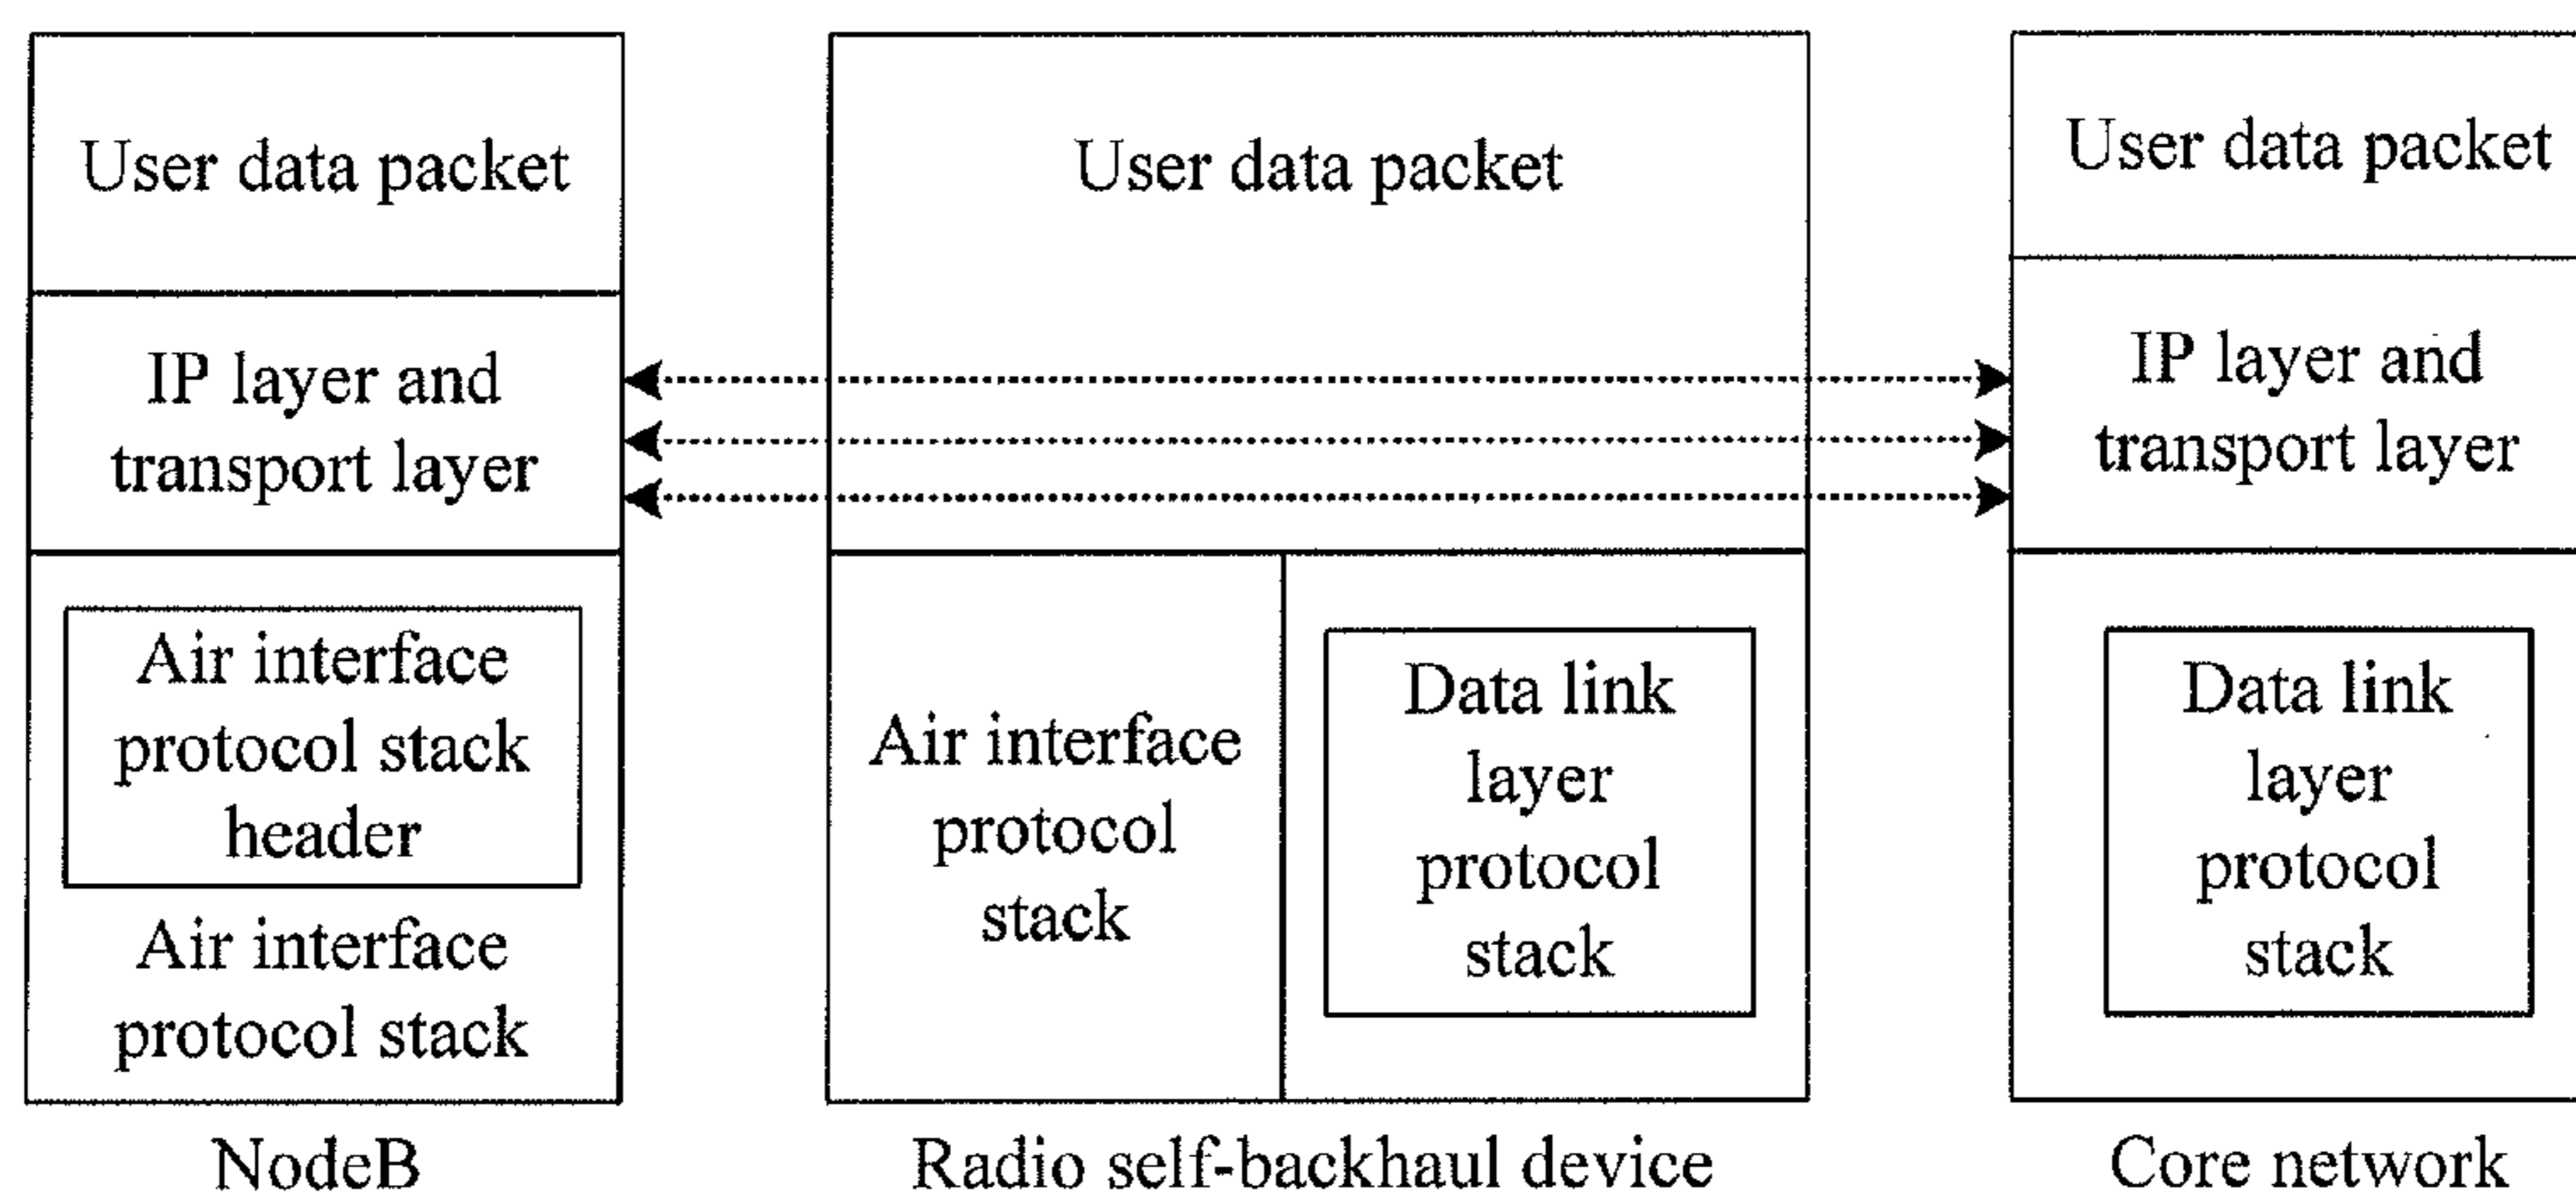 User data packet
IP layer and
transport layer
Air interface
protocol stack
header
Air interface
protocol stack
NodeB
User data packet
Air interface
protocol
stack
Data link
layer
protocol
stack
Radio self-backhaul device
User data packet
IP layer and
transport layer
Data link
layer
protocol
stack
Core network